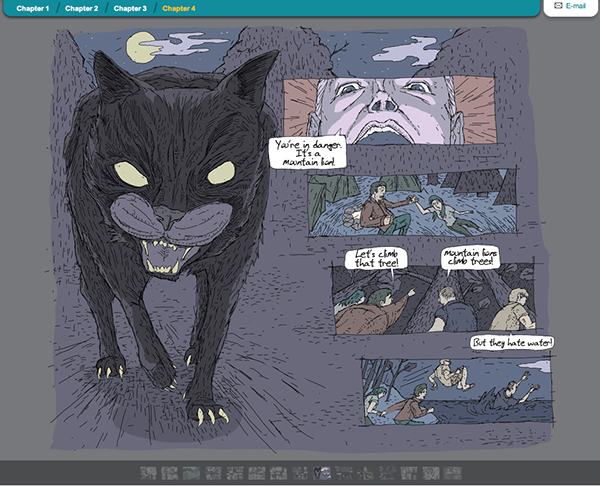 Chapter 1 / Chapter 2 / Chapter 3 / Chapter 4
E-mail
You're in danger.
It's a
mountain lion!
Let's climb
that tree!
Mountain lions
climb trees!
But they hate water!